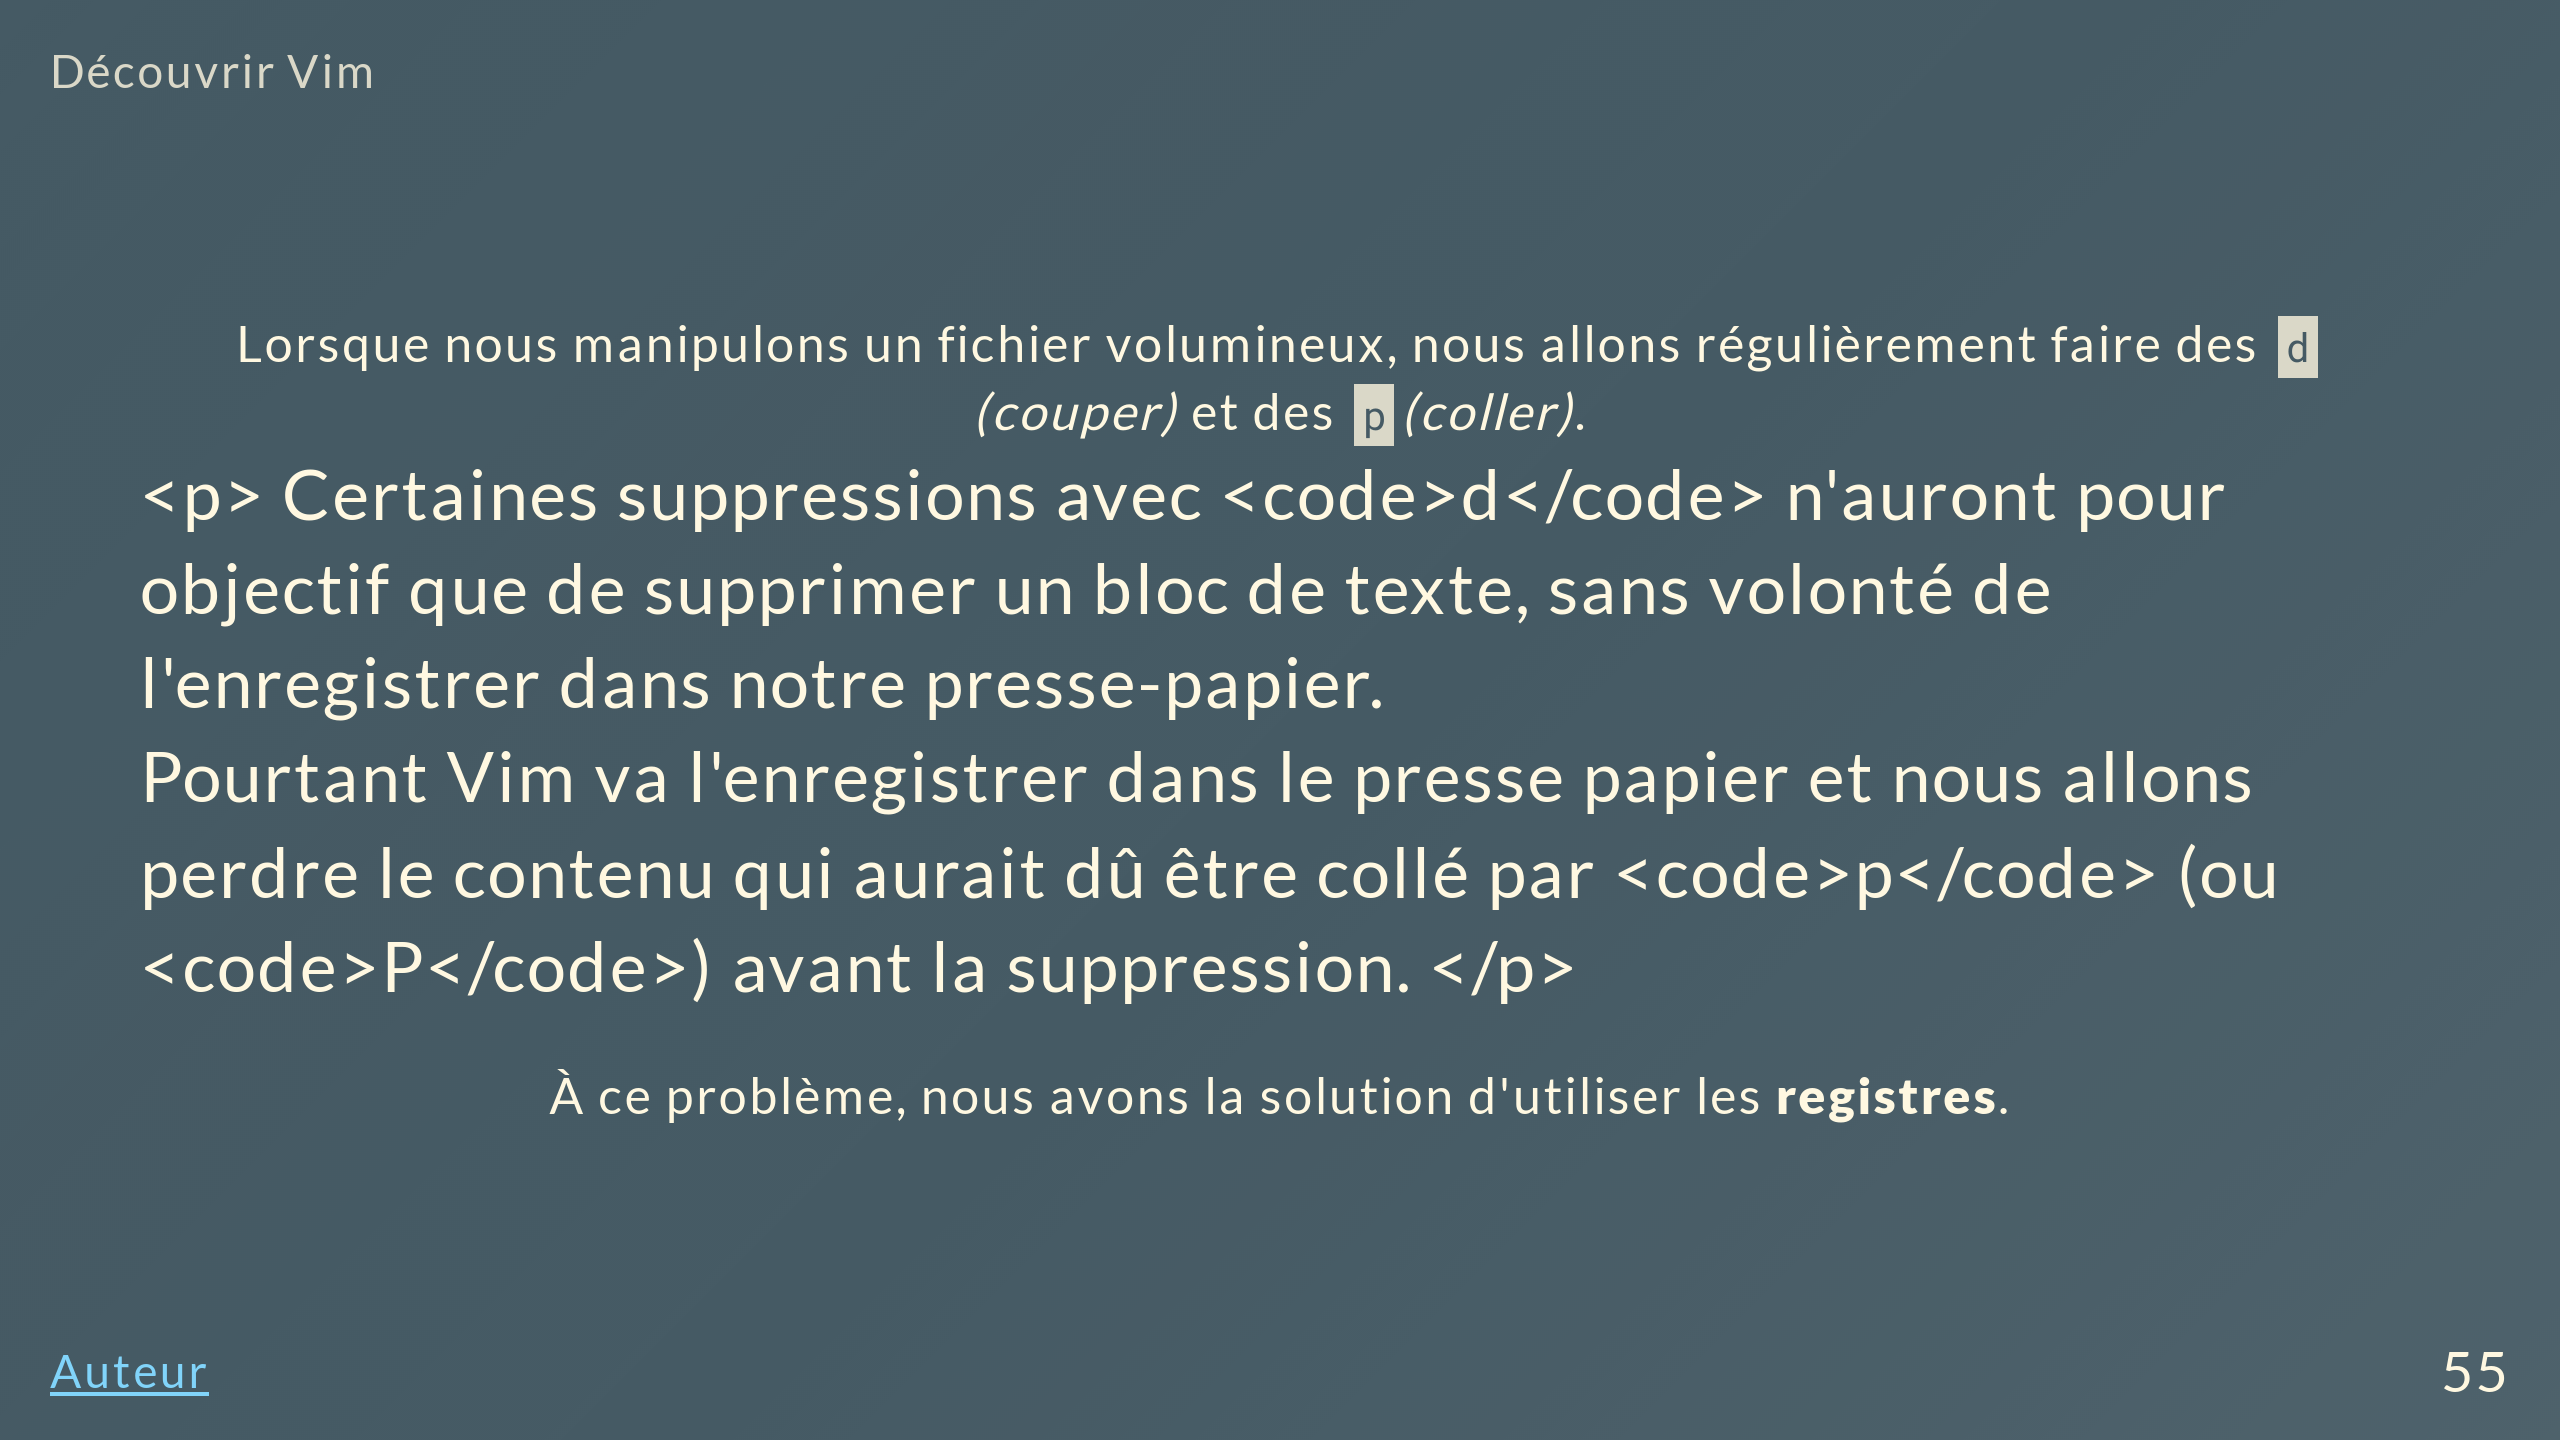 Découvrir Vim
Lorsque nous manipulons un fichier volumineux, nous allons régulièrement faire des d
(couper) et des p (coller).
<p> Certaines suppressions avec <code>d</code> n'auront pour
objectif que de supprimer un bloc de texte, sans volonté de
l'enregistrer dans notre presse-papier.
Pourtant Vim va l'enregistrer dans le presse papier et nous allons
perdre le contenu qui aurait dû être collé par <code>p</code> (ou
<code>P</code>) avant la suppression. </p>
À ce problème, nous avons la solution d'utiliser les registres.
Auteur
55